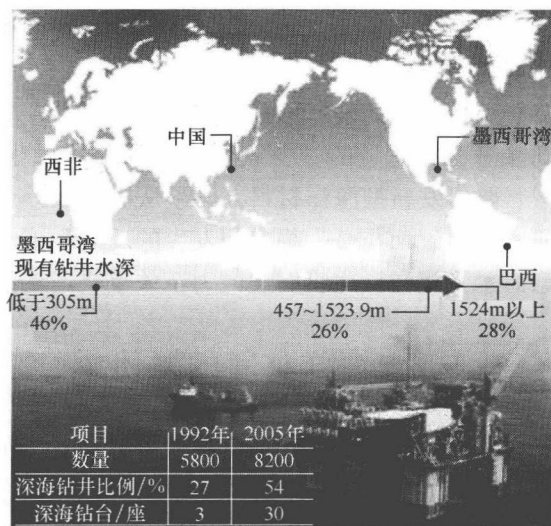 中国
墨西哥湾
西非
墨西哥湾
现有钻井水深
巴西
低于305m
46%
457~1523.9m
26%
1524m以上
28%
项目 1992年 2005年
数量 5800 8200
深海钻井比例/% 27 54
深海钻台/座 3 30